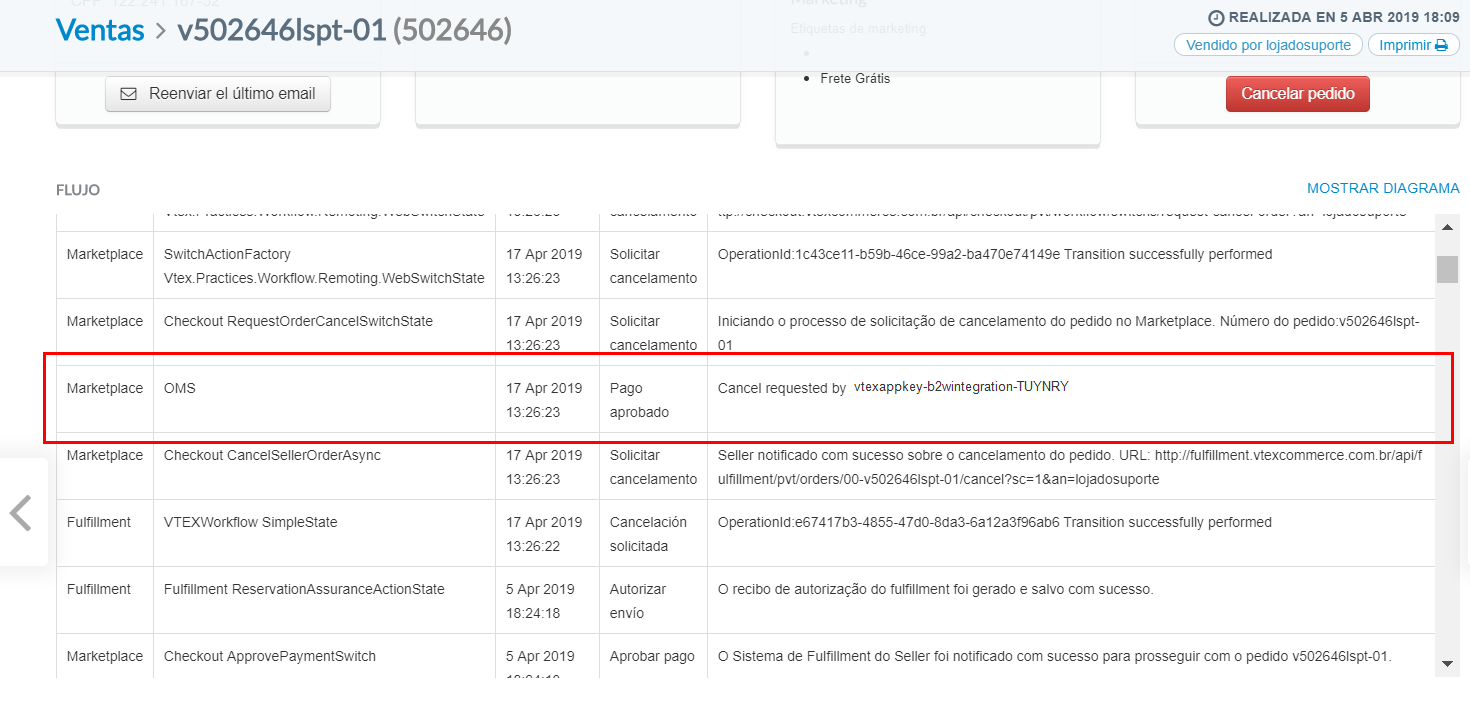 Ventas > v502646lspt-01 (502646)
REALIZADA EN 5 ABR 2019 18:09
Vendido por lojadosuporte
Imprimir
CPF 122.241.167-52
Marketing
Etiquetas de marketing:
Frete Grátis
Reenviar el último email
Cancelar pedido
FLUJO
MOSTRAR DIAGRAMA
Vtex.Practices.Workflow.Remoting.WebSwitchState
cancelamento
Marketplace
SwitchActionFactory
Vtex.Practices.Workflow.Remoting.WebSwitchState
17 Apr 2019
13:26:23
Solicitar
cancelamento
OperationId:1c43ce11-b59b-46ce-99a2-ba470e74149e Transition successfully performed
Marketplace
Checkout RequestOrderCancelSwitchState
17 Apr 2019
13:26:23
Solicitar
cancelamento
Iniciando o processo de solicitação de cancelamento do pedido no Marketplace. Número do pedido:v502646lspt-
01
Marketplace
OMS
17 Apr 2019
13:26:23
Pago
aprobado
Cancel requested by vtexappkey-b2wintegration-TUYNRY
Marketplace
Checkout CancelSellerOrderAsync
17 Apr 2019
13:26:23
Solicitar
cancelamento
Seller notificado com sucesso sobre o cancelamento do pedido. URL: http://fulfillment.vtexcommerce.com.br/api/f
ulfillment/pvt/orders/00-v502646lspt-01/cancel?sc=1&an=lojadosuporte
Fulfillment
VTEXWorkflow SimpleState
17 Apr 2019
13:26:22
Cancelación
solicitada
OperationId:e67417b3-4855-47d0-8da3-6a12a3f96ab6 Transition successfully performed
Fulfillment
Fulfillment ReservationAssuranceActionState
5 Apr 2019
18:24:18
Autorizar
envío
O recibo de autorização do fulfillment foi gerado e salvo com sucesso.
Marketplace
Checkout ApprovePaymentSwitch
5 Apr 2019
Aprobar pago
O Sistema de Fulfillment do Seller foi notificado com sucesso para prosseguir com o pedido v502646lspt-01.